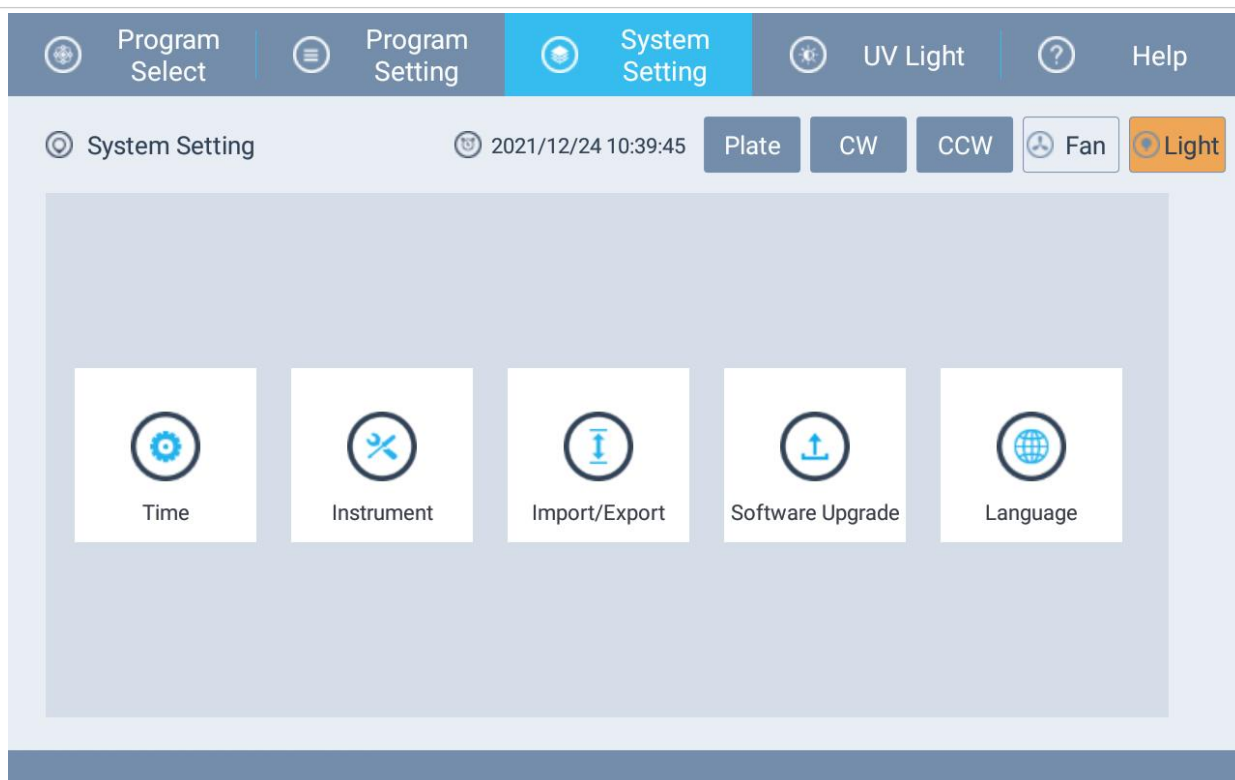 Program
Select
Program
Setting
System
Setting
UV Light
Help
System Setting
2021/12/24 10:39:45
Plate
CW
CCW
Fan
Light
Time
Instrument
Import/Export
Software Upgrade
Language